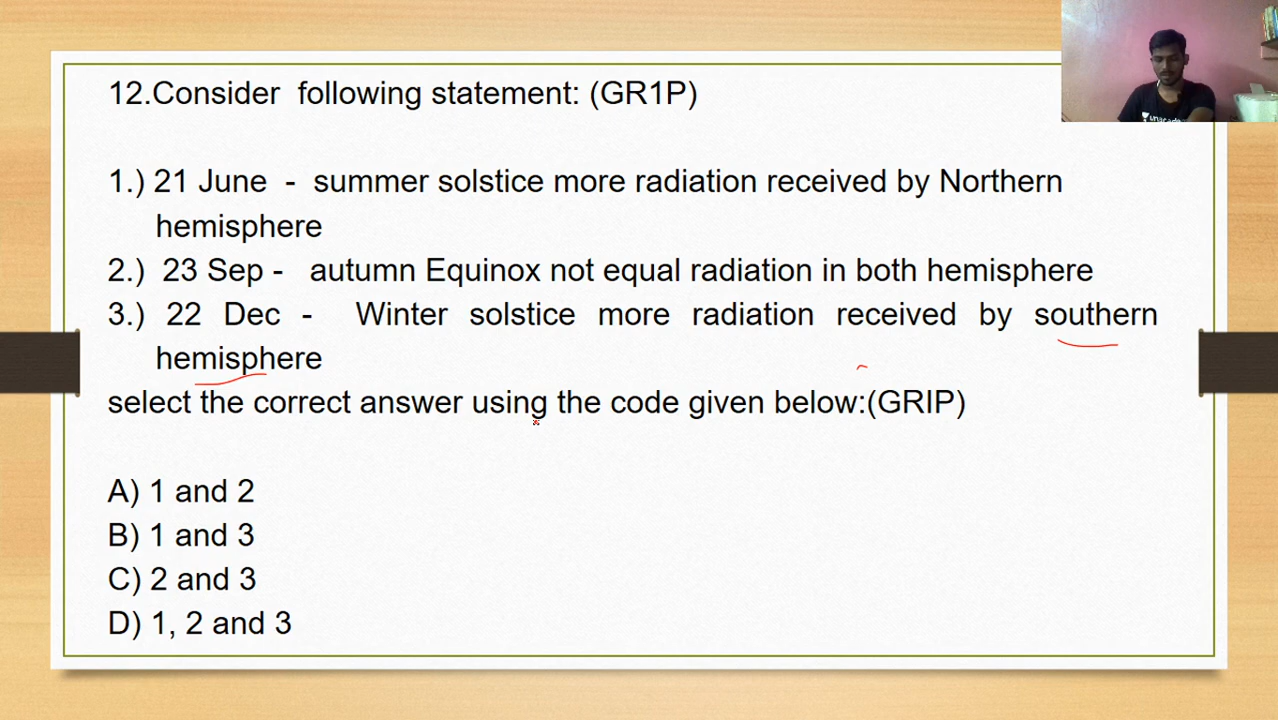 12.Consider following statement: (GR1P)
1.) 21 June - summer solstice more radiation received by Northern
hemisphere
2.) 23 Sep - autumn Equinox not equal radiation in both hemisphere
3.) 22 Dec - Winter solstice more radiation received by southern
hemisphere
select the correct answer using the code given below:(GRIP)
A) 1 and 2
B) 1 and 3
C) 2 and 3
D) 1, 2 and 3